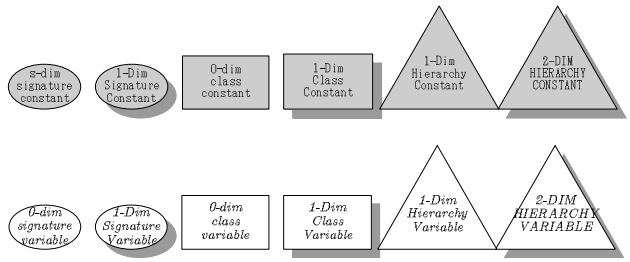 s-dim
signature
constant
1-Dim
Signature
Constant
0-dim
class
constant
1-Dim
Class
Constant
1-Dim
Hierarchy
Constant
2-DIM
HIERARCHY
CONSTANT
0-dim
signature
variable
1-Dim
Signature
Variable
0-dim
class
variable
1-Dim
Class
Variable
1-Dim
Hierarchy
Variable
2-DIM
HIERARCHY
VARIABLE